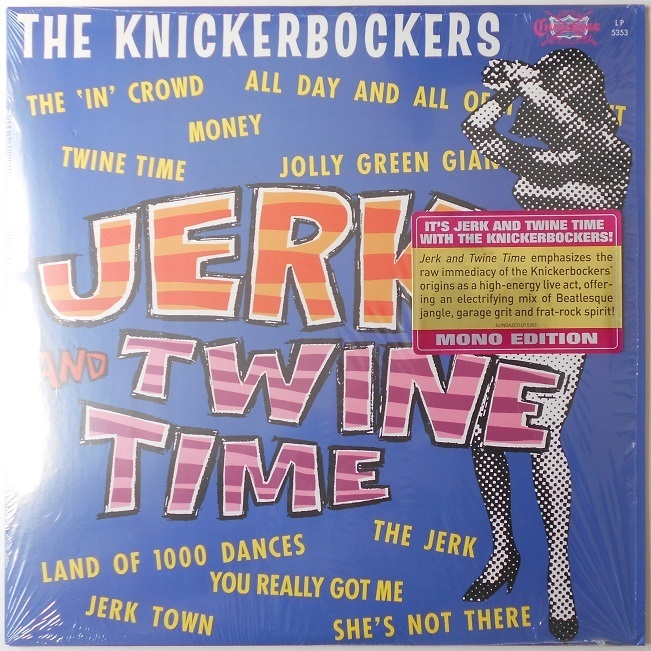 THE KNICKERBOCKERS
LP
5353
THE 'IN' CROWD
ALL DAY AND ALL OF
MONEY
TWINE TIME
JOLLY GREEN GIAN
JERK
AND TWINE
TIME
IT'S JERK AND TWINE TIME
WITH THE KNICKERBOCKERS!
Jerk and Twine Time emphasizes the
raw immediacy of the Knickerbockers'
origins as a high-energy live act, offer-
ing an electrifying mix of Beatlesque
jangle, garage grit and frat-rock spirit!
SUNDAZED LP 5353
MONO EDITION
THE JERK
LAND OF 1000 DANCES
YOU REALLY GOT ME
JERK TOWN
SHE'S NOT THERE